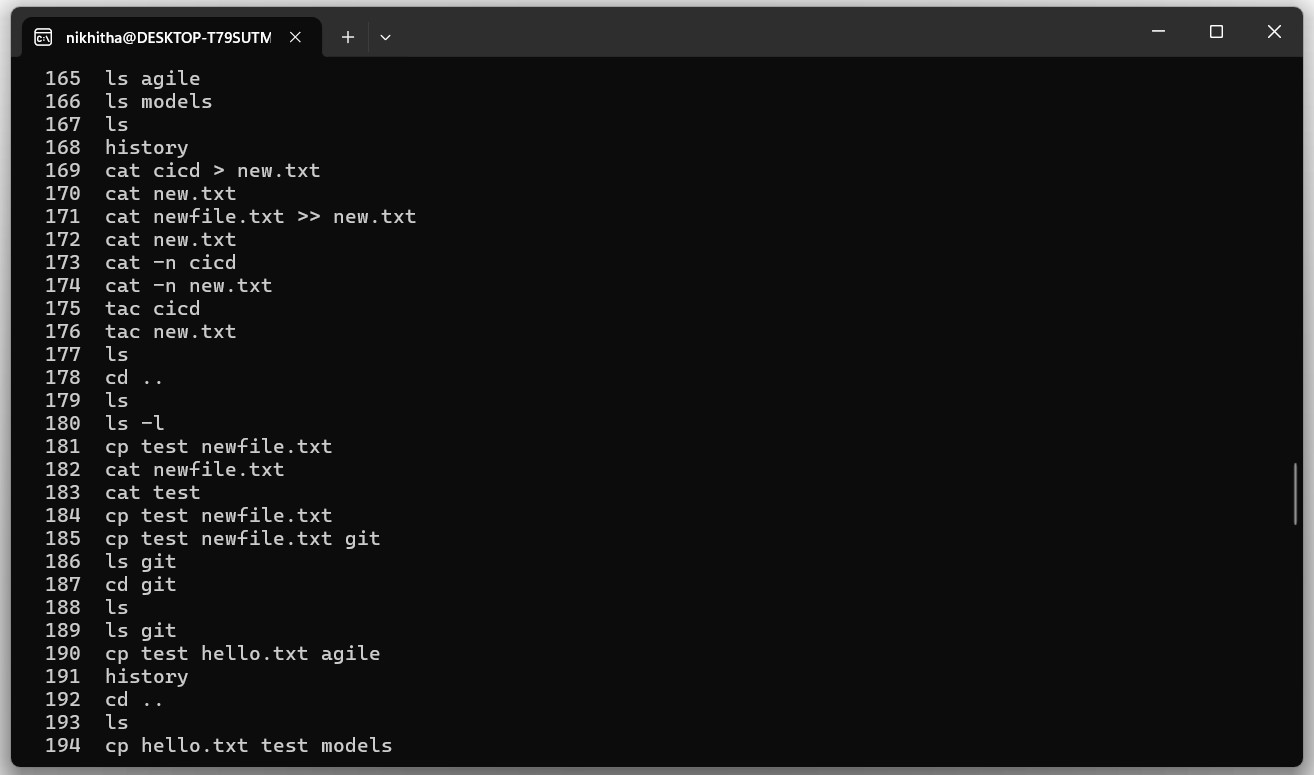 nikhitha@DESKTOP-T79SUTM
165 ls agile
166 ls models
167 ls
168 history
169 cat cicd > new.txt
170 cat new.txt
171 cat newfile.txt >> new.txt
172 cat new.txt
173 cat -n cicd
174 cat -n new.txt
175 tac cicd
176 tac new.txt
177 ls
178 cd ..
179 ls
180 ls -l
181 cp test newfile.txt
182 cat newfile.txt
183 cat test
184 cp test newfile.txt
185 cp test newfile.txt git
186 ls git
187 cd git
188 ls
189 ls git
190 cp test hello.txt agile
191 history
192 cd ..
193 ls
194 cp hello.txt test models